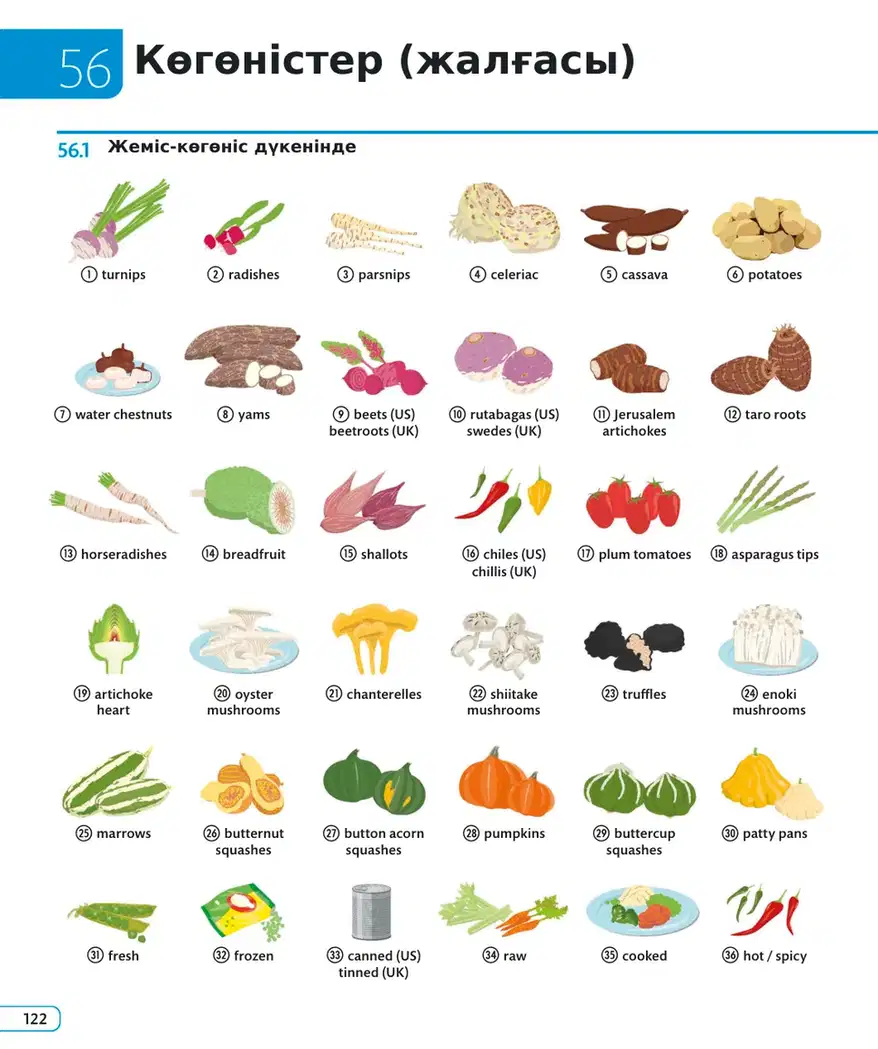 56
Көгөністер (жалғасы)
56.1 Жеміс-көгөніс дүкенінде
1 turnips
2 radishes
3 parsnips
4 celeriac
5 cassava
6 potatoes
7 water chestnuts
8 yams
9 beets (US)
beetroots (UK)
10 rutabagas (US)
swedes (UK)
11 Jerusalem
artichokes
12 taro roots
13 horseradishes
14 breadfruit
15 shallots
16 chiles (US)
chillis (UK)
17 plum tomatoes
18 asparagus tips
19 artichoke
heart
20 oyster
mushrooms
21 chanterelles
22 shiitake
mushrooms
23 truffles
24 enoki
mushrooms
25 marrows
26 butternut
squashes
27 button acorn
squashes
28 pumpkins
29 buttercup
squashes
30 patty pans
31 fresh
32 frozen
33 canned (US)
tinned (UK)
34 raw
35 cooked
36 hot / spicy
122